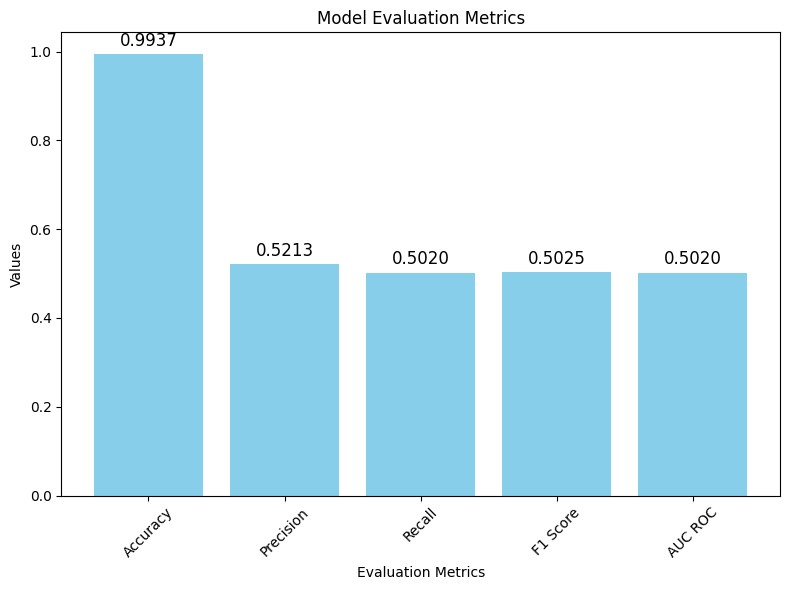 Model Evaluation Metrics
0.9937
0.5213
0.5020
0.5025
0.5020
Values
1.0
0.8
0.6
0.4
0.2
0.0
Accuracy
Precision
Recall
F1 Score
AUC ROC
Evaluation Metrics